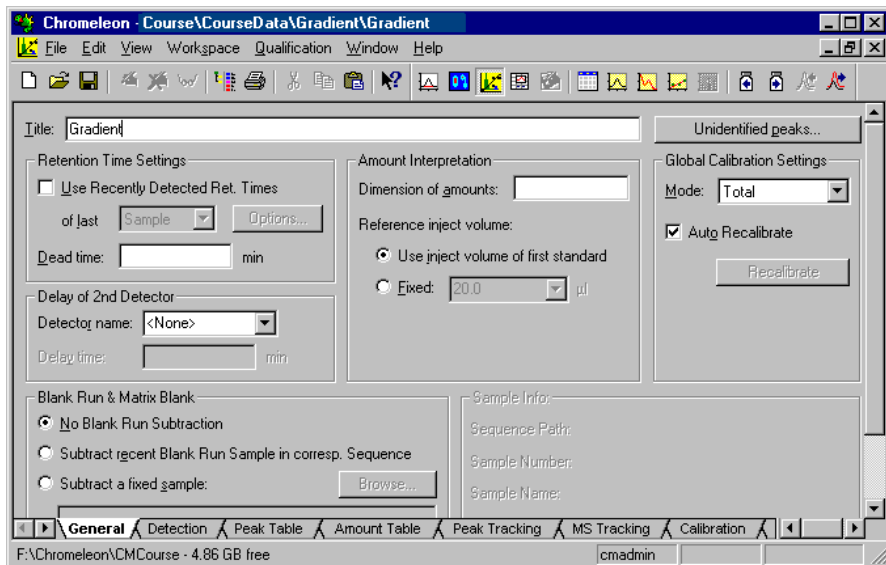 Chromeleon - Course\CourseData\Gradient\Gradient
File Edit View Workspace Qualification Window Help
Title: Gradient
Unidentified peaks...
Retention Time Settings
Use Recently Detected Ret. Times
of last Sample Options...
Dead time: min
Delay of 2nd Detector
Detector name: <None>
Delay time: min
Amount Interpretation
Dimension of amounts:
Reference inject volume:
Use inject volume of first standard
Fixed: 20.0 µl
Global Calibration Settings
Mode: Total
Auto Recalibrate
Recalibrate
Blank Run & Matrix Blank
No Blank Run Subtraction
Subtract recent Blank Run Sample in corresp. Sequence
Subtract a fixed sample: Browse...
Sample Info:
Sequence Path:
Sample Number:
Sample Name:
General Detection Peak Table Amount Table Peak Tracking MS Tracking Calibration
F:\Chromeleon\CMCourse - 4.86 GB free cmadmin